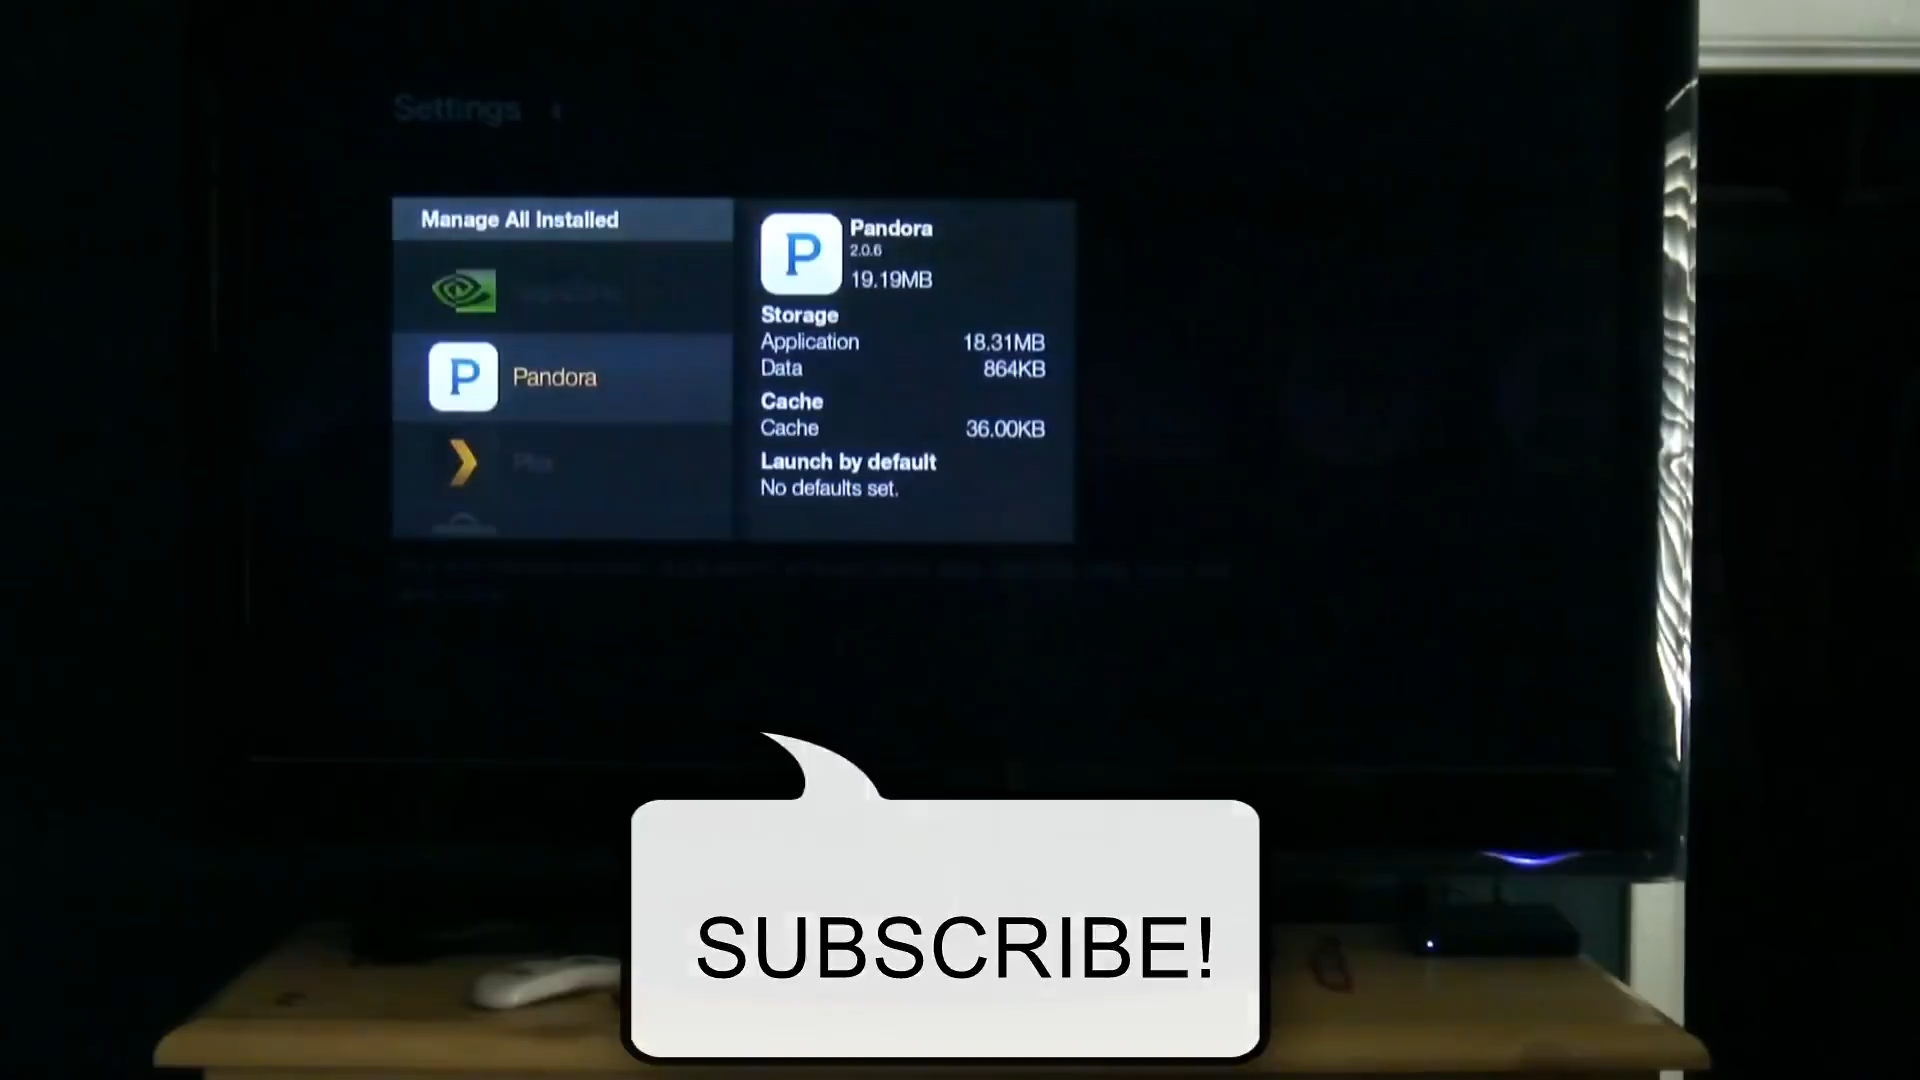 Settings
Manage All Installed
P
Pandora
Plex
P
Pandora
2.0.6
19.19MB
Storage
Application 18.31MB
Data 864KB
Cache
Cache 36.00KB
Launch by default
No defaults set.
SUBSCRIBE!